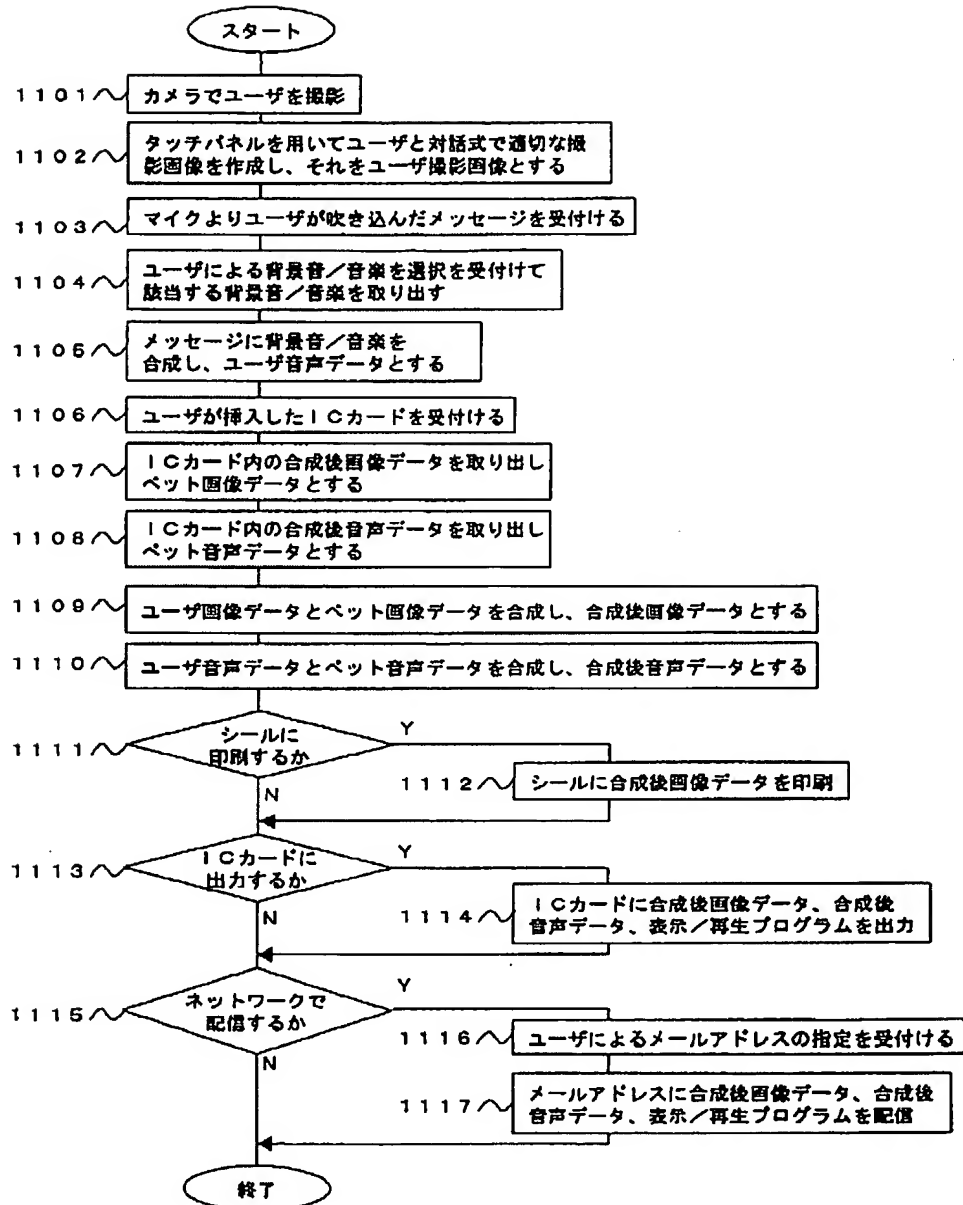 スタート
1101 カメラでユーザを撮影
タッチパネルを用いてユーザと対話式で適切な撮
1102 影画像を作成し、それをユーザ撮影画像とする
1103 マイクよりユーザが吹き込んだメッセージを受付ける
1104 ユーザによる背景音/音楽を選択を受付けて
該当する背景音/音楽を取り出す
メッセージに背景音/音楽を
1105 合成し、ユーザ音声データとする
1106 ユーザが挿入したICカードを受付ける
1107 ICカード内の合成後画像データを取り出し
ペット画像データとする
1108 ICカード内の合成後音声データを取り出し
ペット音声データとする
1109 ユーザ画像データとペット画像データを合成し、合成後画像データとする
1110 ユーザ音声データとペット音声データを合成し、合成後音声データとする
Y
シールに
1111 印刷するか
1112 シールに合成後画像データを印刷
N
Y
ICカードに
1113 出力するか
N
1114 ICカードに合成後画像データ、合成後
音声データ、表示/再生プログラムを出力
Y
ネットワークで
1115 配信するか
1116 ユーザによるメールアドレスの指定を受付ける
N
1117 メールアドレスに合成後画像データ、合成後
音声データ、表示/再生プログラムを配信
終了